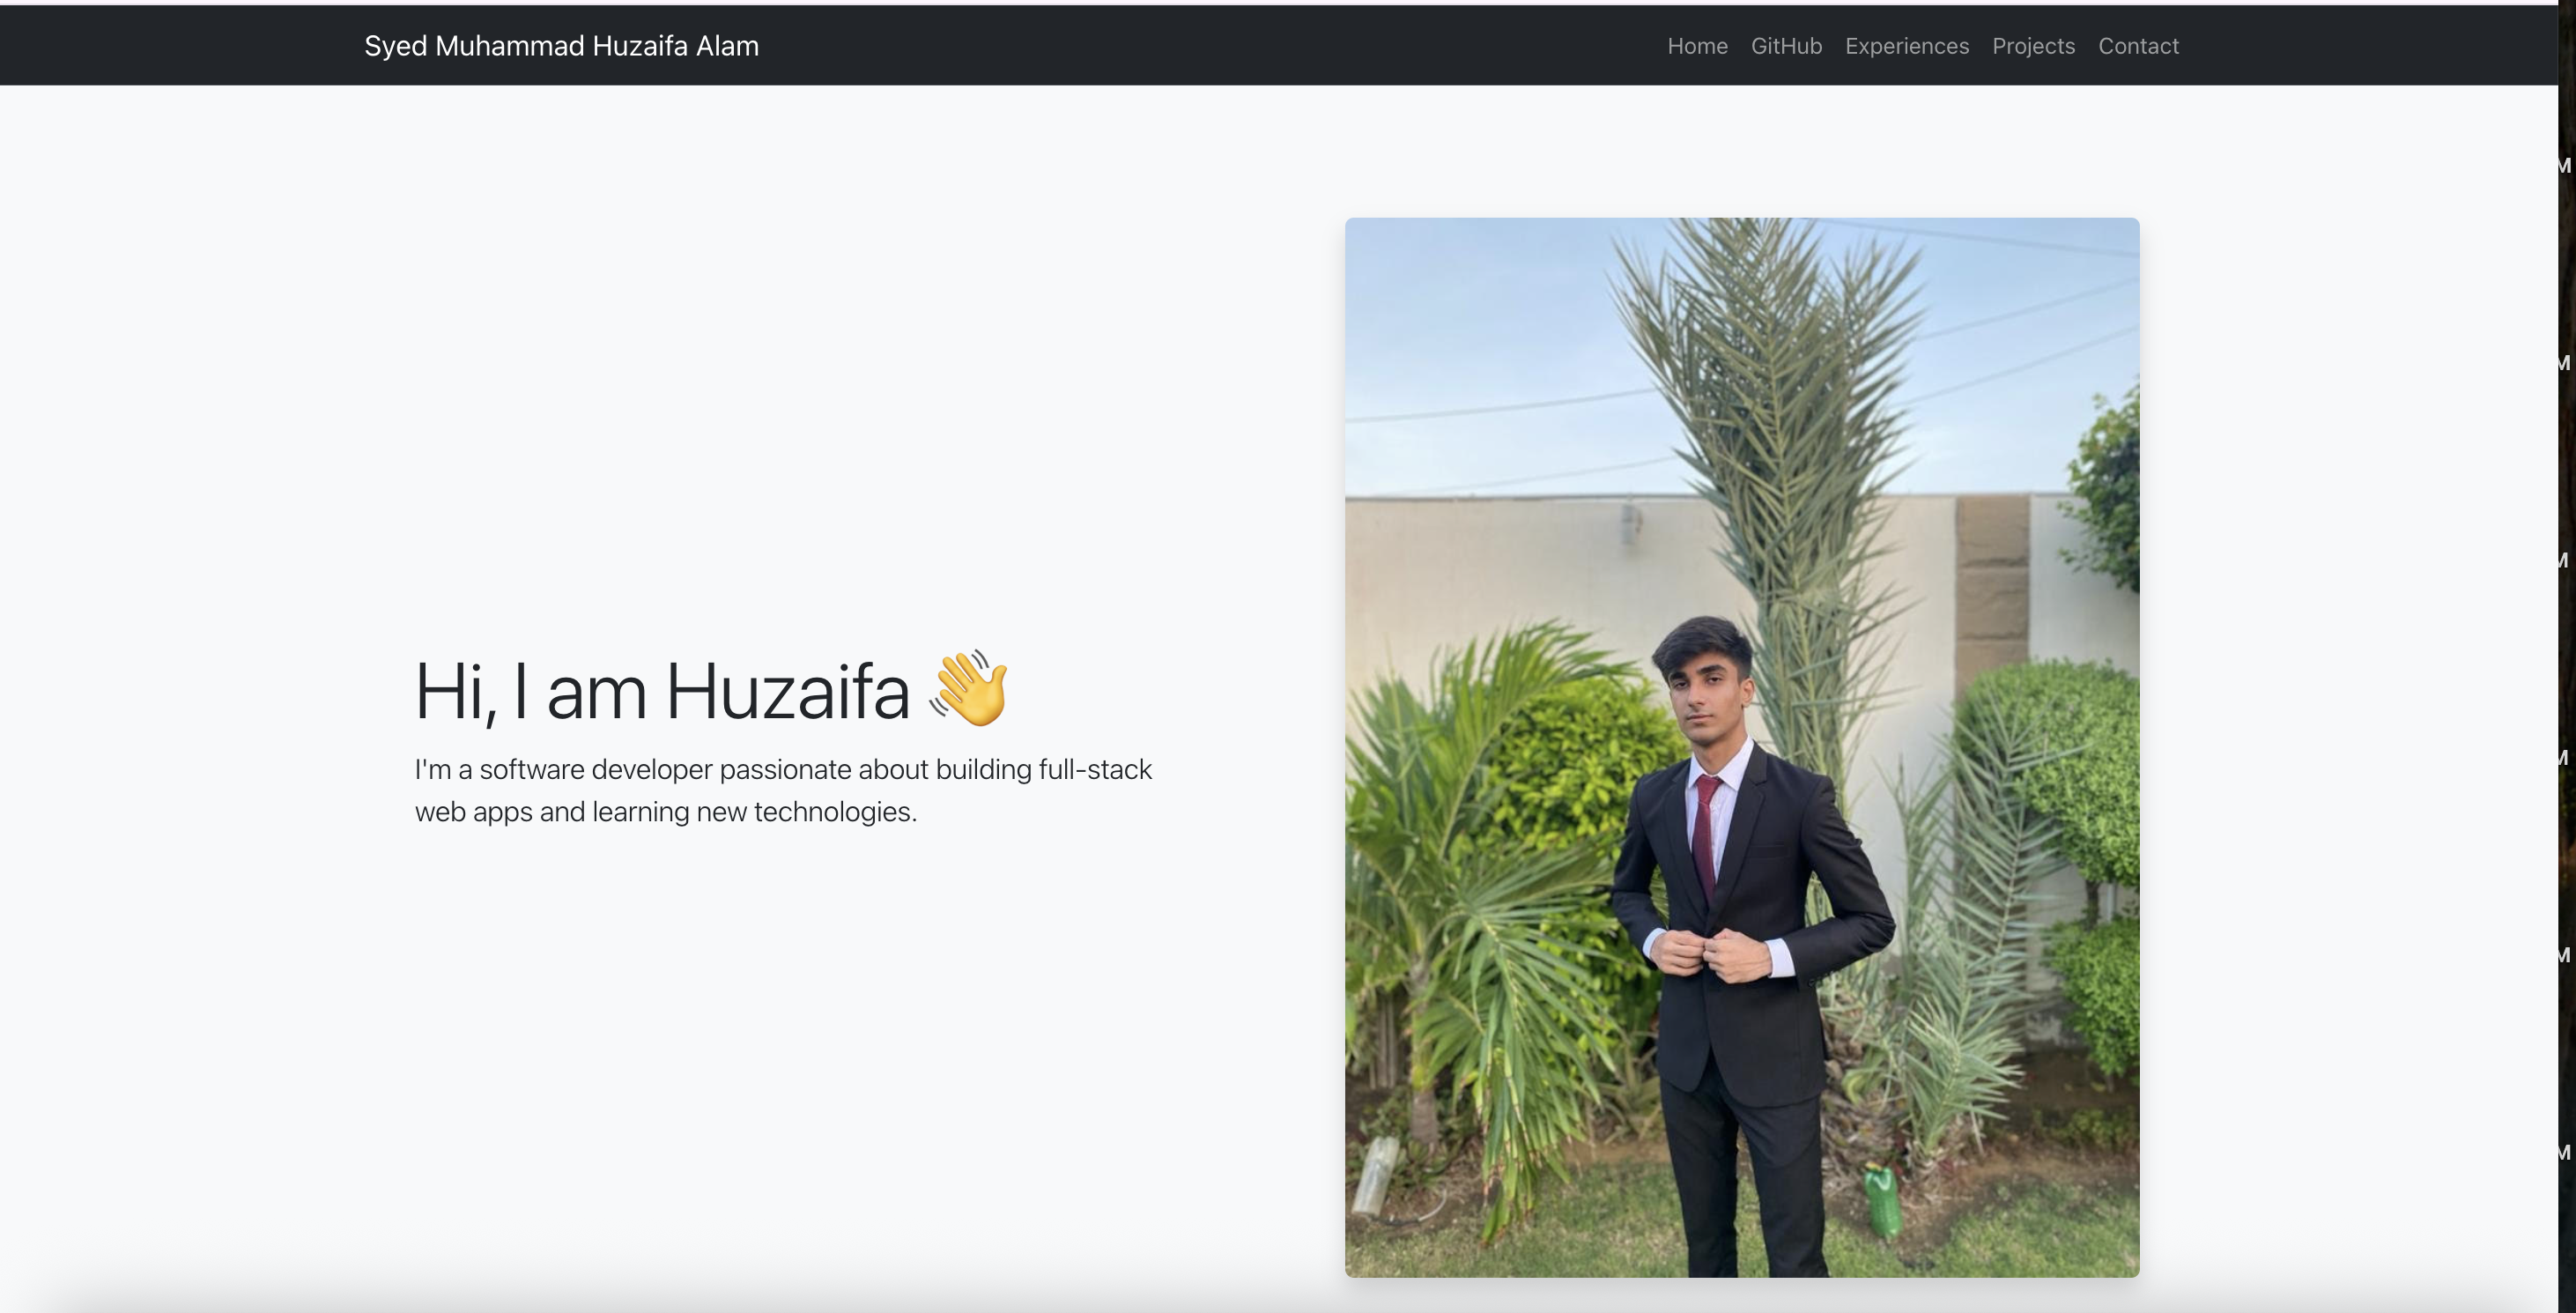 Syed Muhammad Huzaifa Alam
Home GitHub Experiences Projects Contact
Hi, I am Huzaifa 👋
I'm a software developer passionate about building full-stack
web apps and learning new technologies.
M
M
M
M
M
M